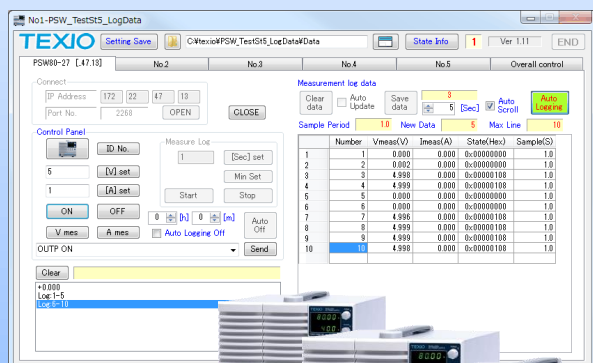 No1-PSW_TestSt5_LogData
TEXIO
Setting Save
C:¥texio¥PSW_TestSt5_LogData¥Data
State Info
1
Ver 1.11
END
PSW80-27 [.47.13]
No.2
No.3
No.4
No.5
Overall control
Connect
IP Address
172
22
47
13
Port No.
2268
OPEN
CLOSE
Control Panel
ID No.
5
[V] set
1
[A] set
ON
OFF
V mes
A mes
Measure Log
1
[Sec] set
Min Set
Start
Stop
0
[h]
0
[m]
Auto Logging Off
Auto
Off
OUTP ON
Send
Clear
+0.000
Log:1-5
Log:6-10
Measurement log data
Clear
data
Auto
Update
Save
data
3
5
[Sec]
Auto
Scroll
Auto
Logging
Sample Period
1.0
New Data
5
Max Line
10
Number Vmeas(V) Imeas(A) State(Hex) Sample(S)
1 1 0.000 0.000 0x00000000 1.0
2 2 0.002 0.000 0x00000000 1.0
3 3 4.998 0.000 0x00000108 1.0
4 4 4.999 0.000 0x00000108 1.0
5 5 0.000 0.000 0x00000000 1.0
6 6 0.000 0.000 0x00000000 1.0
7 7 4.996 0.000 0x00000108 1.0
8 8 4.999 0.000 0x00000108 1.0
9 9 4.999 0.000 0x00000108 1.0
10 10 4.998 0.000 0x00000108 1.0
TEXIO
80.00
TEXIO
80.00